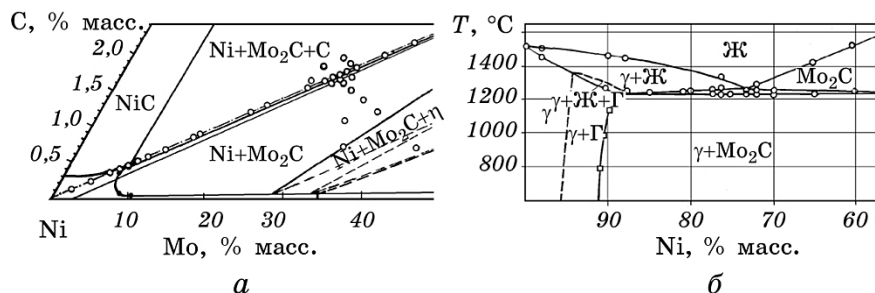 C, % масс.
2,0
1,5
1,0
0,5
NiC
Ni+Mo₂C+C
Ni+Mo₂C
Ni+Mo₂C+η
Ni
10
20
30
40
Mo, % масс.
а
T, °C
1400
1200
1000
800
Ж
γ+Ж
Mo₂C
γ
γ+Ж+Г
γ+Г
γ+Mo₂C
90
80
70
60
Ni, % масс.
б